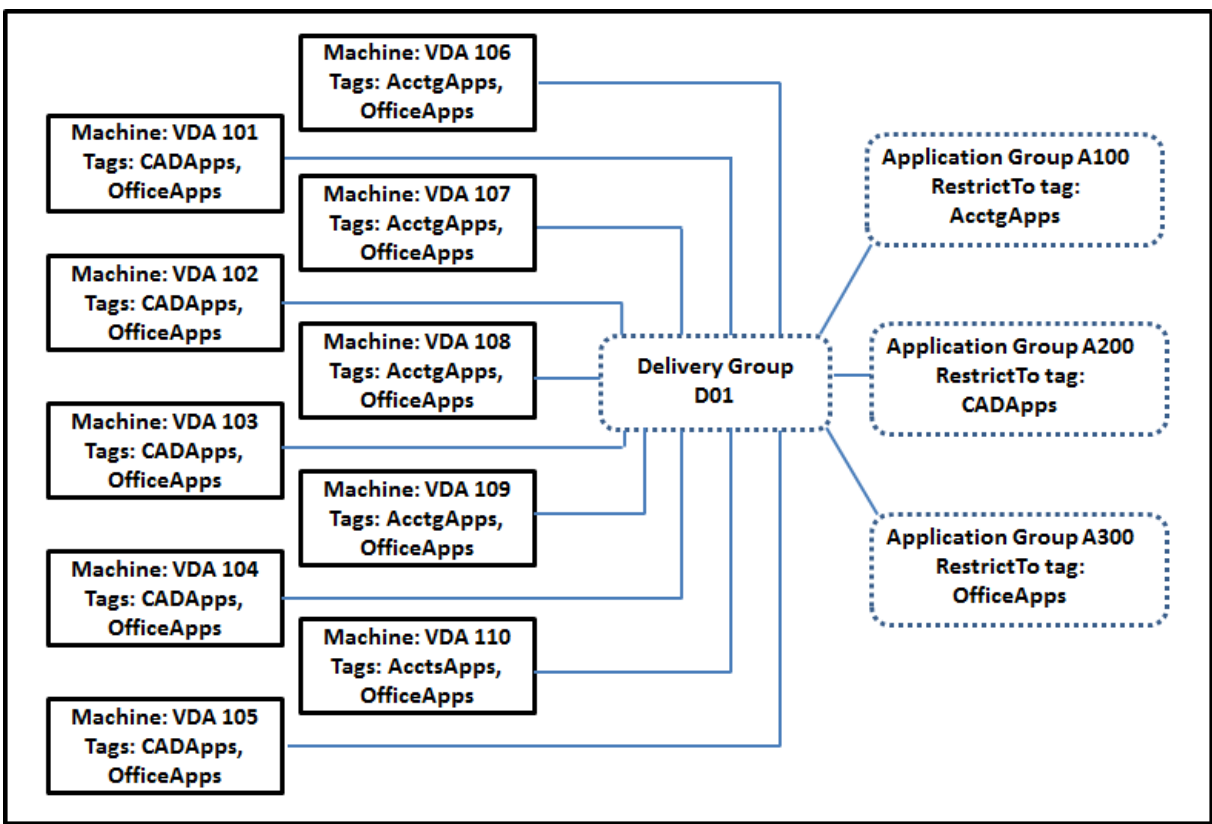 Machine: VDA 106
Tags: AcctgApps,
OfficeApps
Machine: VDA 101
Tags: CADApps,
OfficeApps
Machine: VDA 107
Tags: AcctgApps,
OfficeApps
Machine: VDA 102
Tags: CADApps,
OfficeApps
Machine: VDA 108
Tags: AcctgApps,
OfficeApps
Machine: VDA 103
Tags: CADApps,
OfficeApps
Machine: VDA 109
Tags: AcctgApps,
OfficeApps
Machine: VDA 104
Tags: CADApps,
OfficeApps
Machine: VDA 110
Tags: AcctsApps,
OfficeApps
Machine: VDA 105
Tags: CADApps,
OfficeApps
Delivery Group
D01
Application Group A100
RestrictTo tag:
AcctgApps
Application Group A200
RestrictTo tag:
CADApps
Application Group A300
RestrictTo tag:
OfficeApps